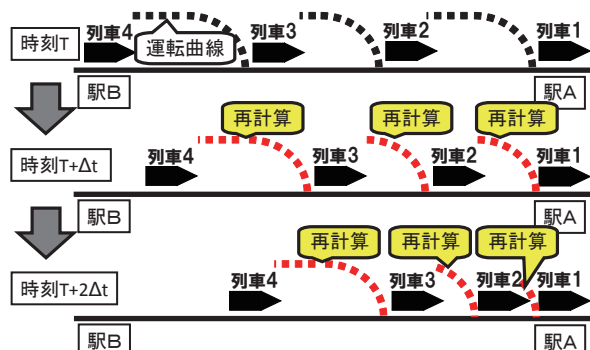 時刻T
列車4
運転曲線
列車3
列車2
列車1
駅B
駅A
再計算
再計算
再計算
時刻T+Δt
列車4
列車3
列車2
列車1
駅B
駅A
再計算
再計算
再計算
時刻T+2Δt
列車4
列車3
列車2
列車1
駅B
駅A